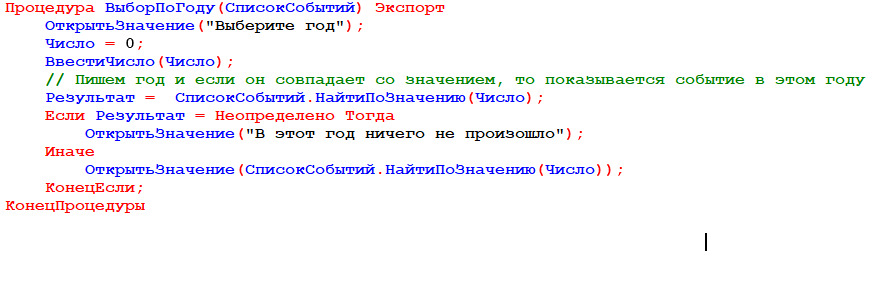 Процедура ВыборПоГоду(СписокСобытий) Экспорт
ОткрытьЗначение("Выберите год");
Число = 0;
ВвестиЧисло(Число);
// Пишем год и если он совпадает со значением, то показывается событие в этом году
Результат =  СписокСобытий.НайтиПоЗначению(Число);
Если Результат = Неопределено Тогда
ОткрытьЗначение("В этот год ничего не произошло");
Иначе
ОткрытьЗначение(СписокСобытий.НайтиПоЗначению(Число));
КонецЕсли;
КонецПроцедуры